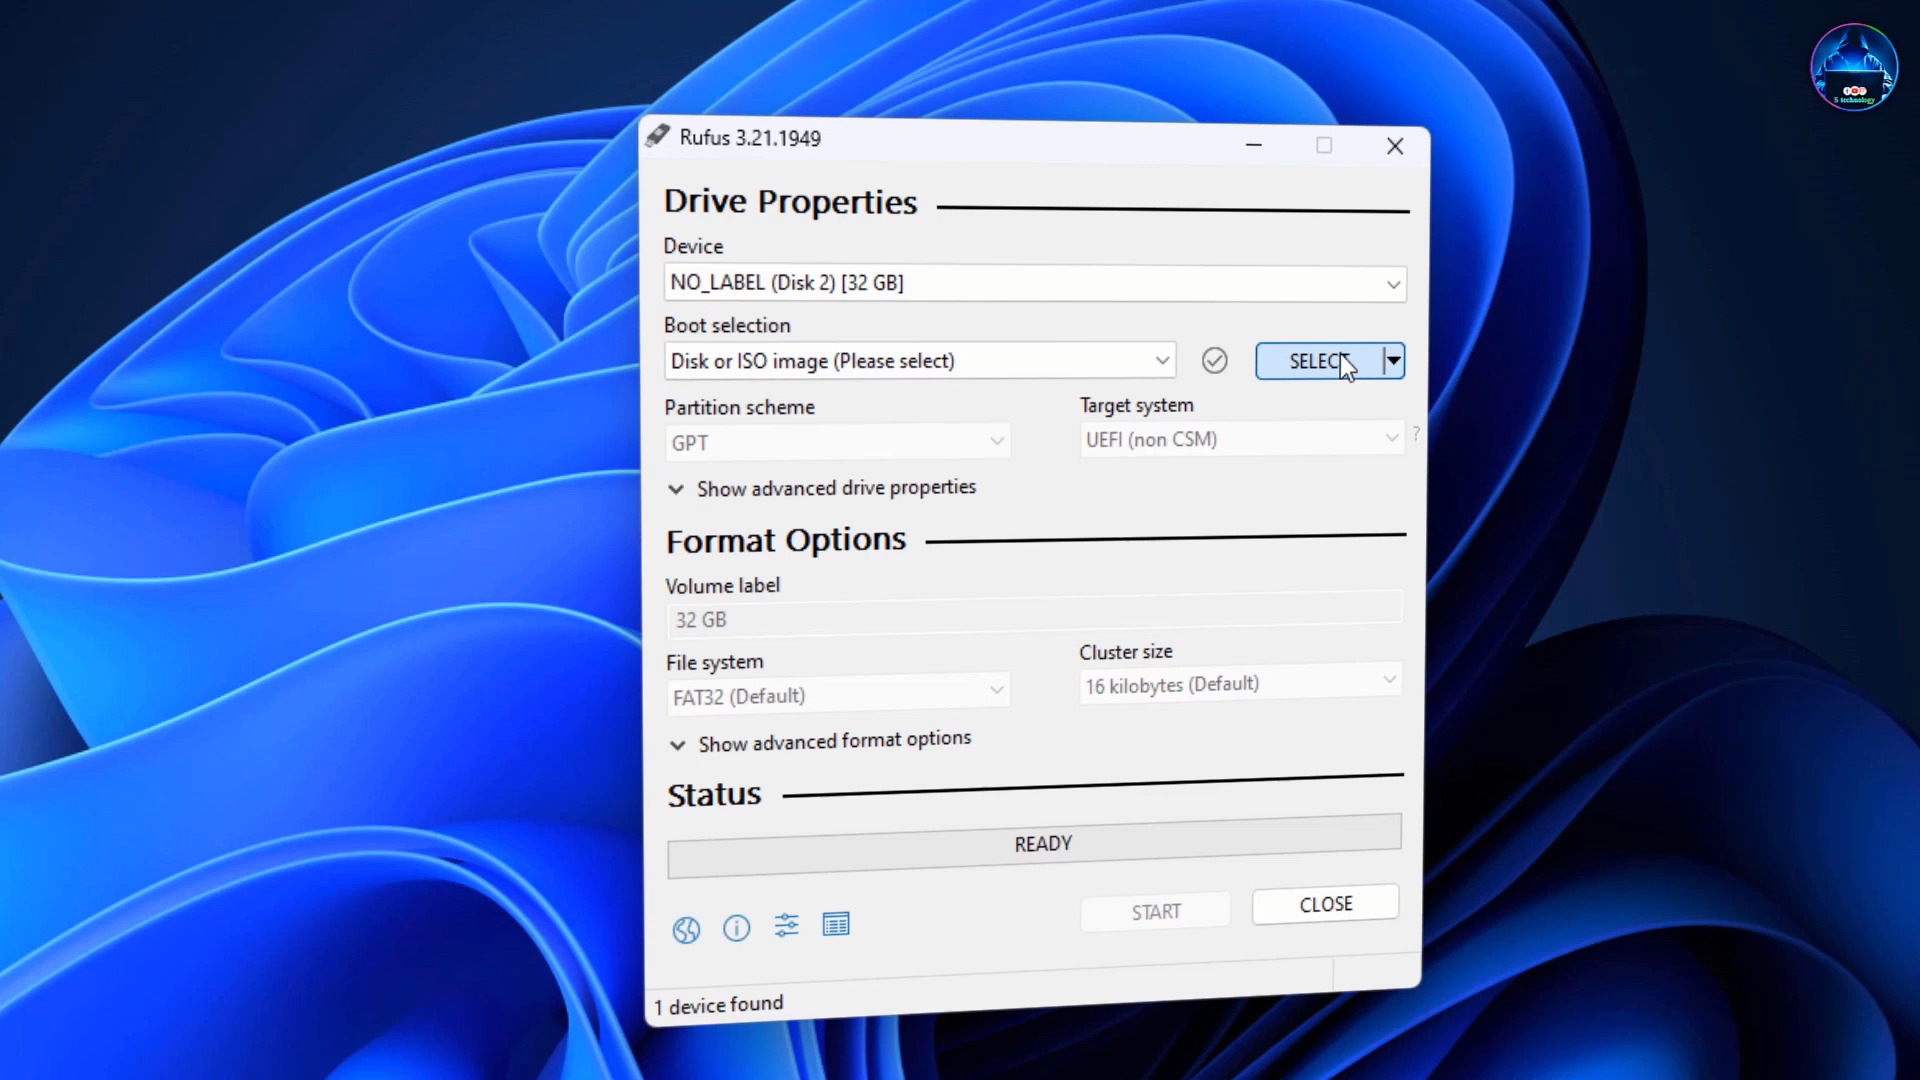 S technology
Rufus 3.21.1949
Drive Properties
Device
NO_LABEL (Disk 2) [32 GB]
Boot selection
Disk or ISO image (Please select)
SELECT
Partition scheme
Target system
GPT
UEFI (non CSM)
?
Show advanced drive properties
Format Options
Volume label
32 GB
File system
Cluster size
FAT32 (Default)
16 kilobytes (Default)
Show advanced format options
Status
READY
START
CLOSE
1 device found